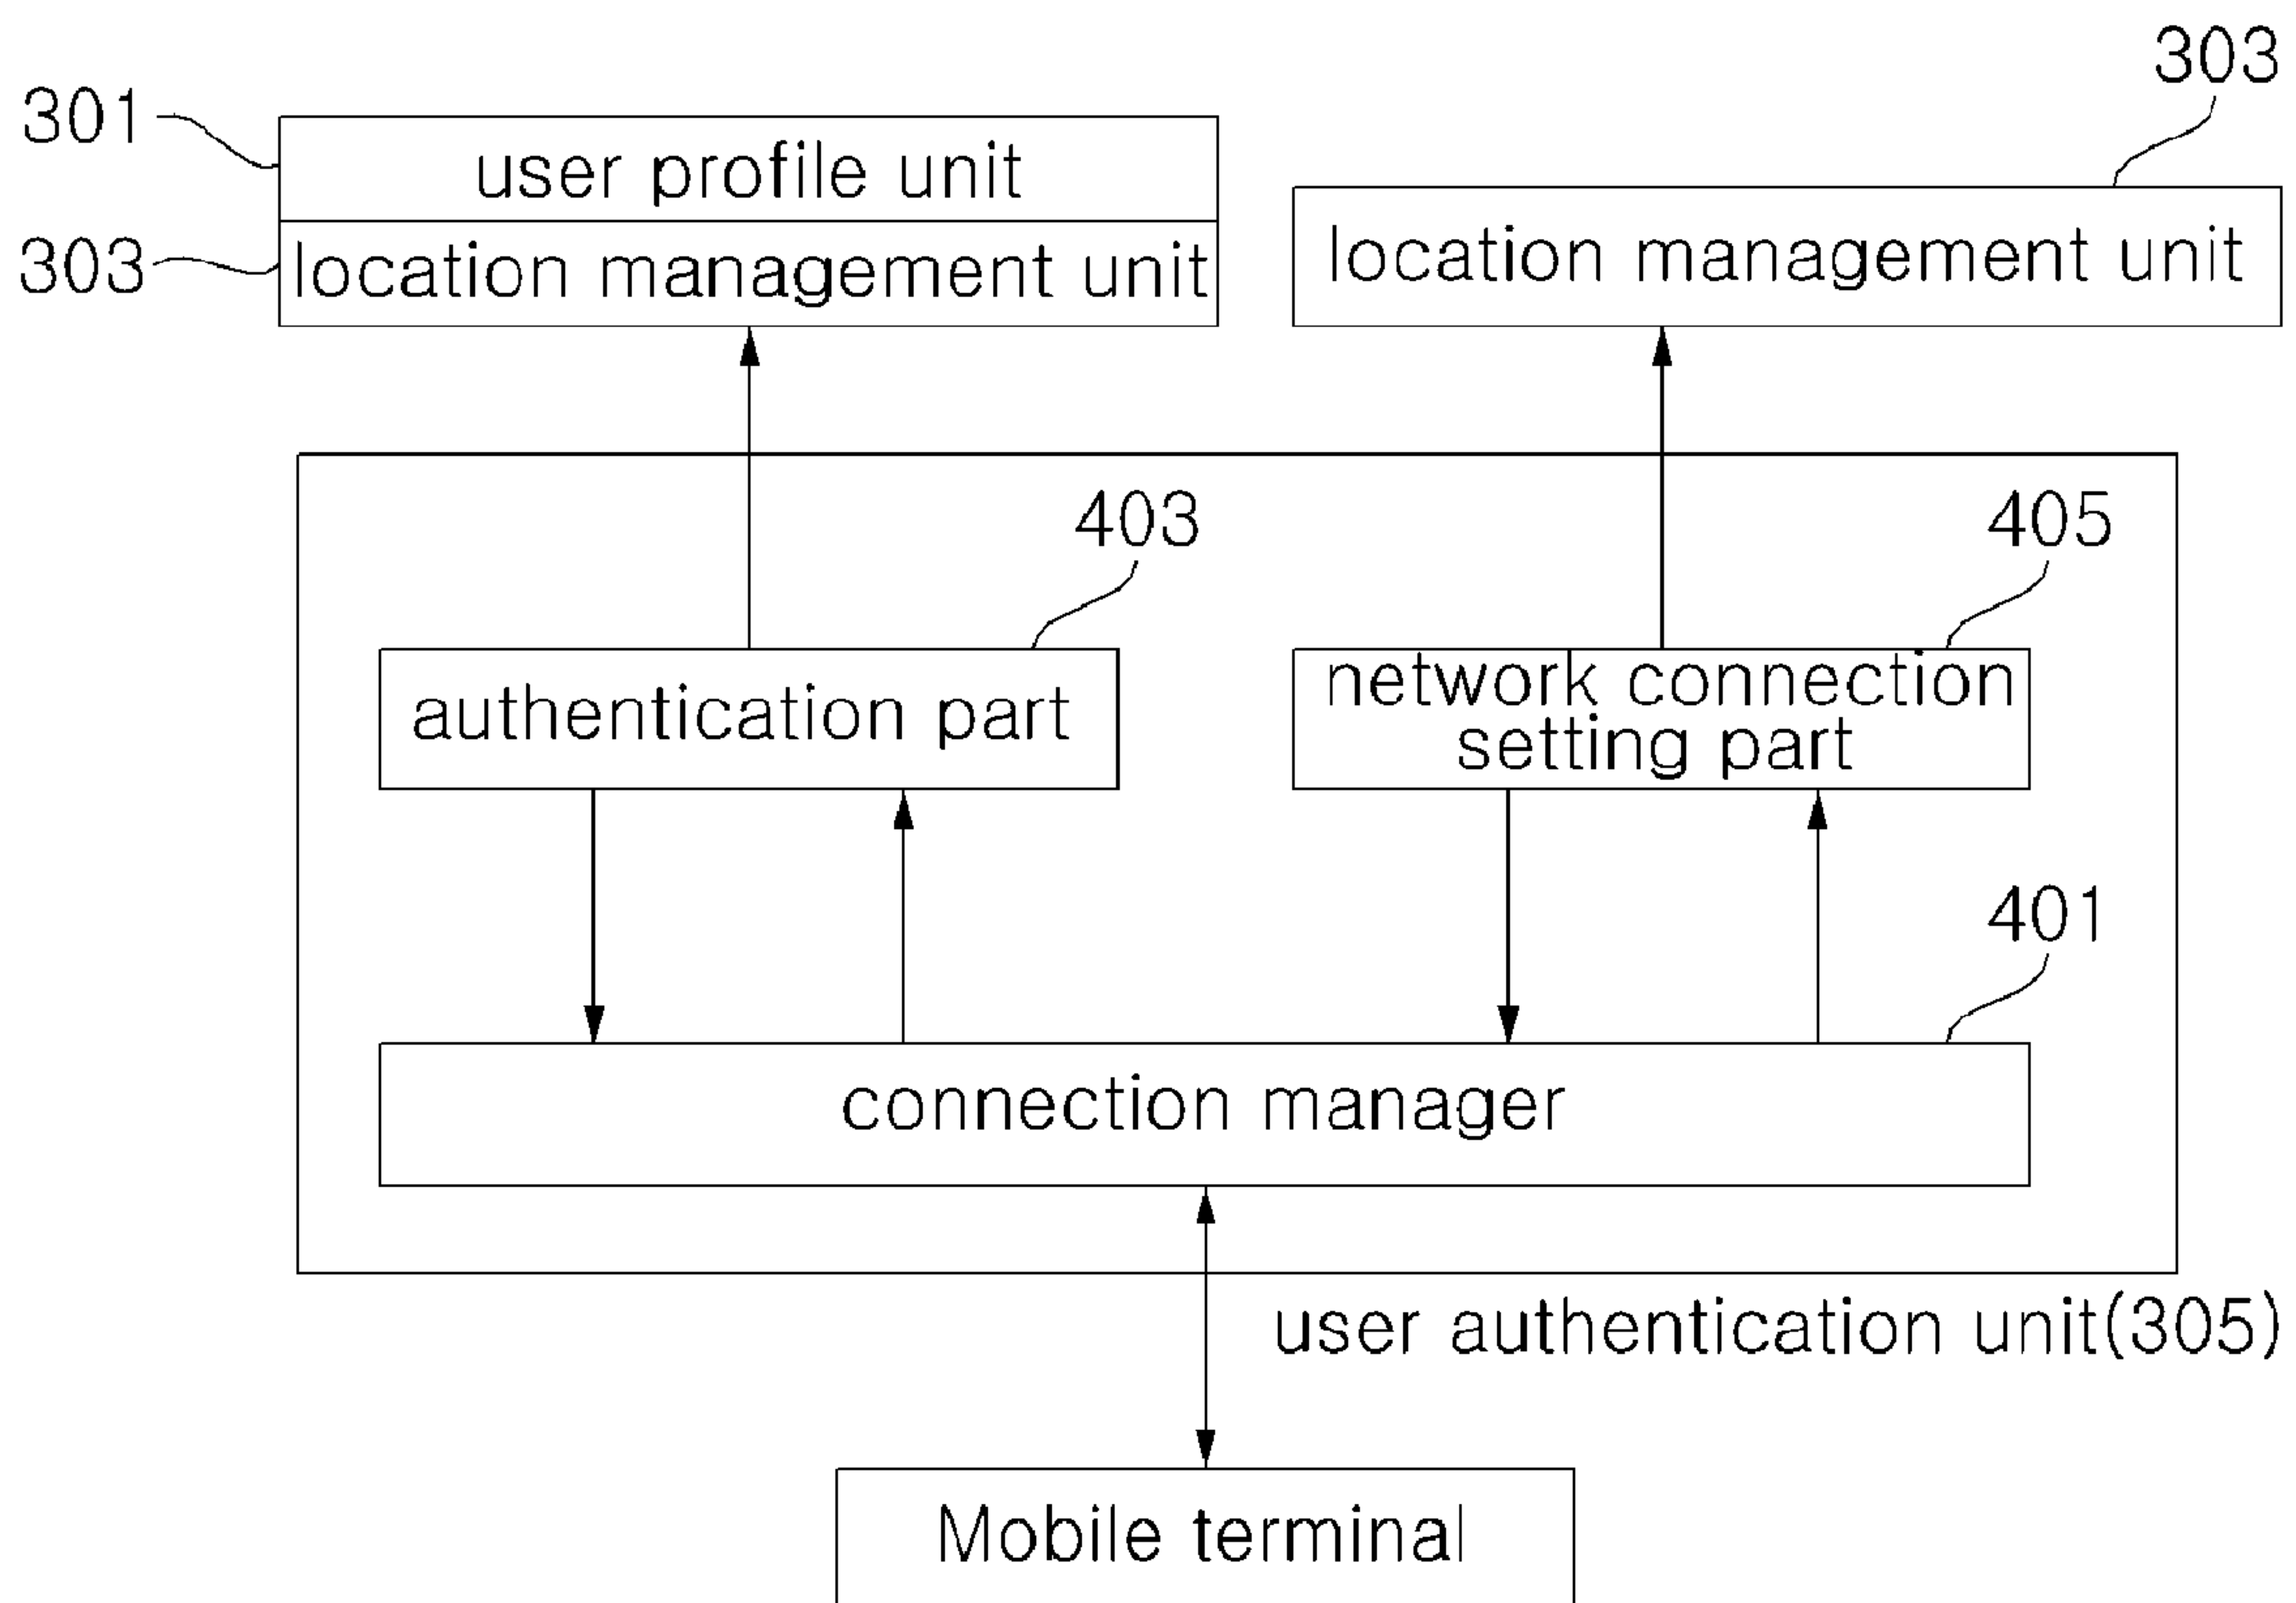 303
301
user profile unit
303
location management unit
location management unit
403
405
authentication part
network connection
setting part
401
connection manager
user authentication unit(305)
Mobile terminal